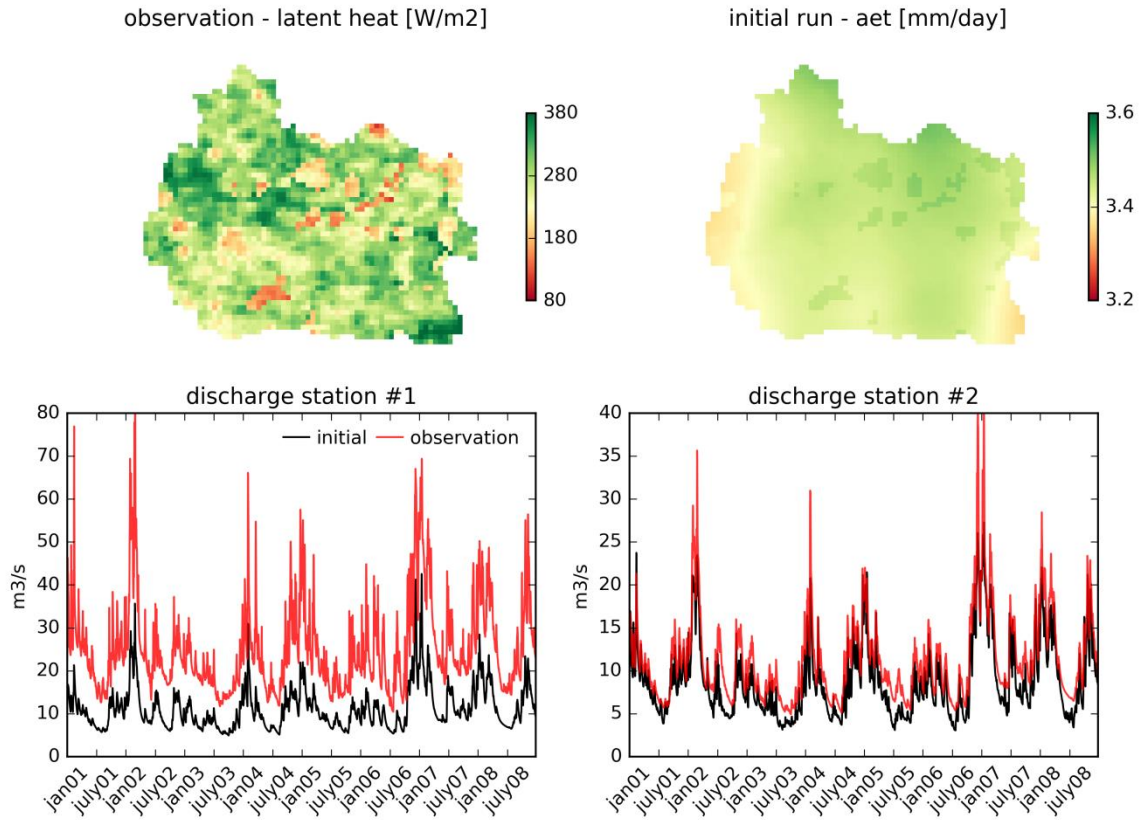 observation - latent heat [W/m2]
initial run - aet [mm/day]
380
280
180
80
3.6
3.4
3.2
discharge station #1
80
70
60
50
40
30
20
10
0
m3/s
initial
observation
jan01
july01
jan02
july02
jan03
july03
jan04
july04
jan05
july05
jan06
july06
jan07
jan08
july08
discharge station #2
40
35
30
25
20
15
10
5
0
m3/s
jan01
july01
jan02
july02
jan03
july03
jan04
july04
jan05
july05
jan06
july06
jan07
jan08
july08